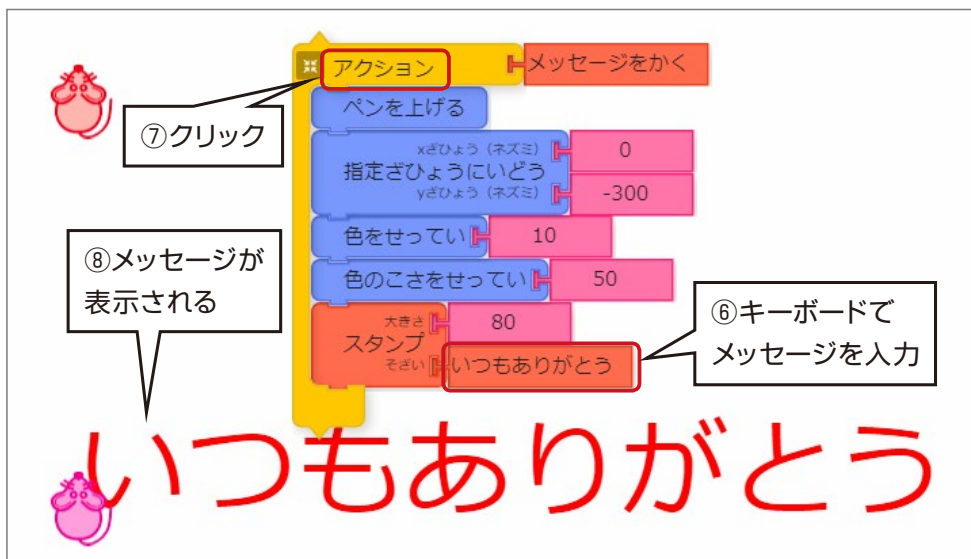 アクション メッセージをかく
⑦クリック
ペンを上げる
xざひょう（ネズミ） 0
指定ざひょうにいどう
yざひょう（ネズミ） -300
色をせってい 10
色のこさをせってい 50
⑧メッセージが
表示される
大きさ 80
スタンプ
そざい いつもありがとう
⑥キーボードで
メッセージを入力
いつもありがとう